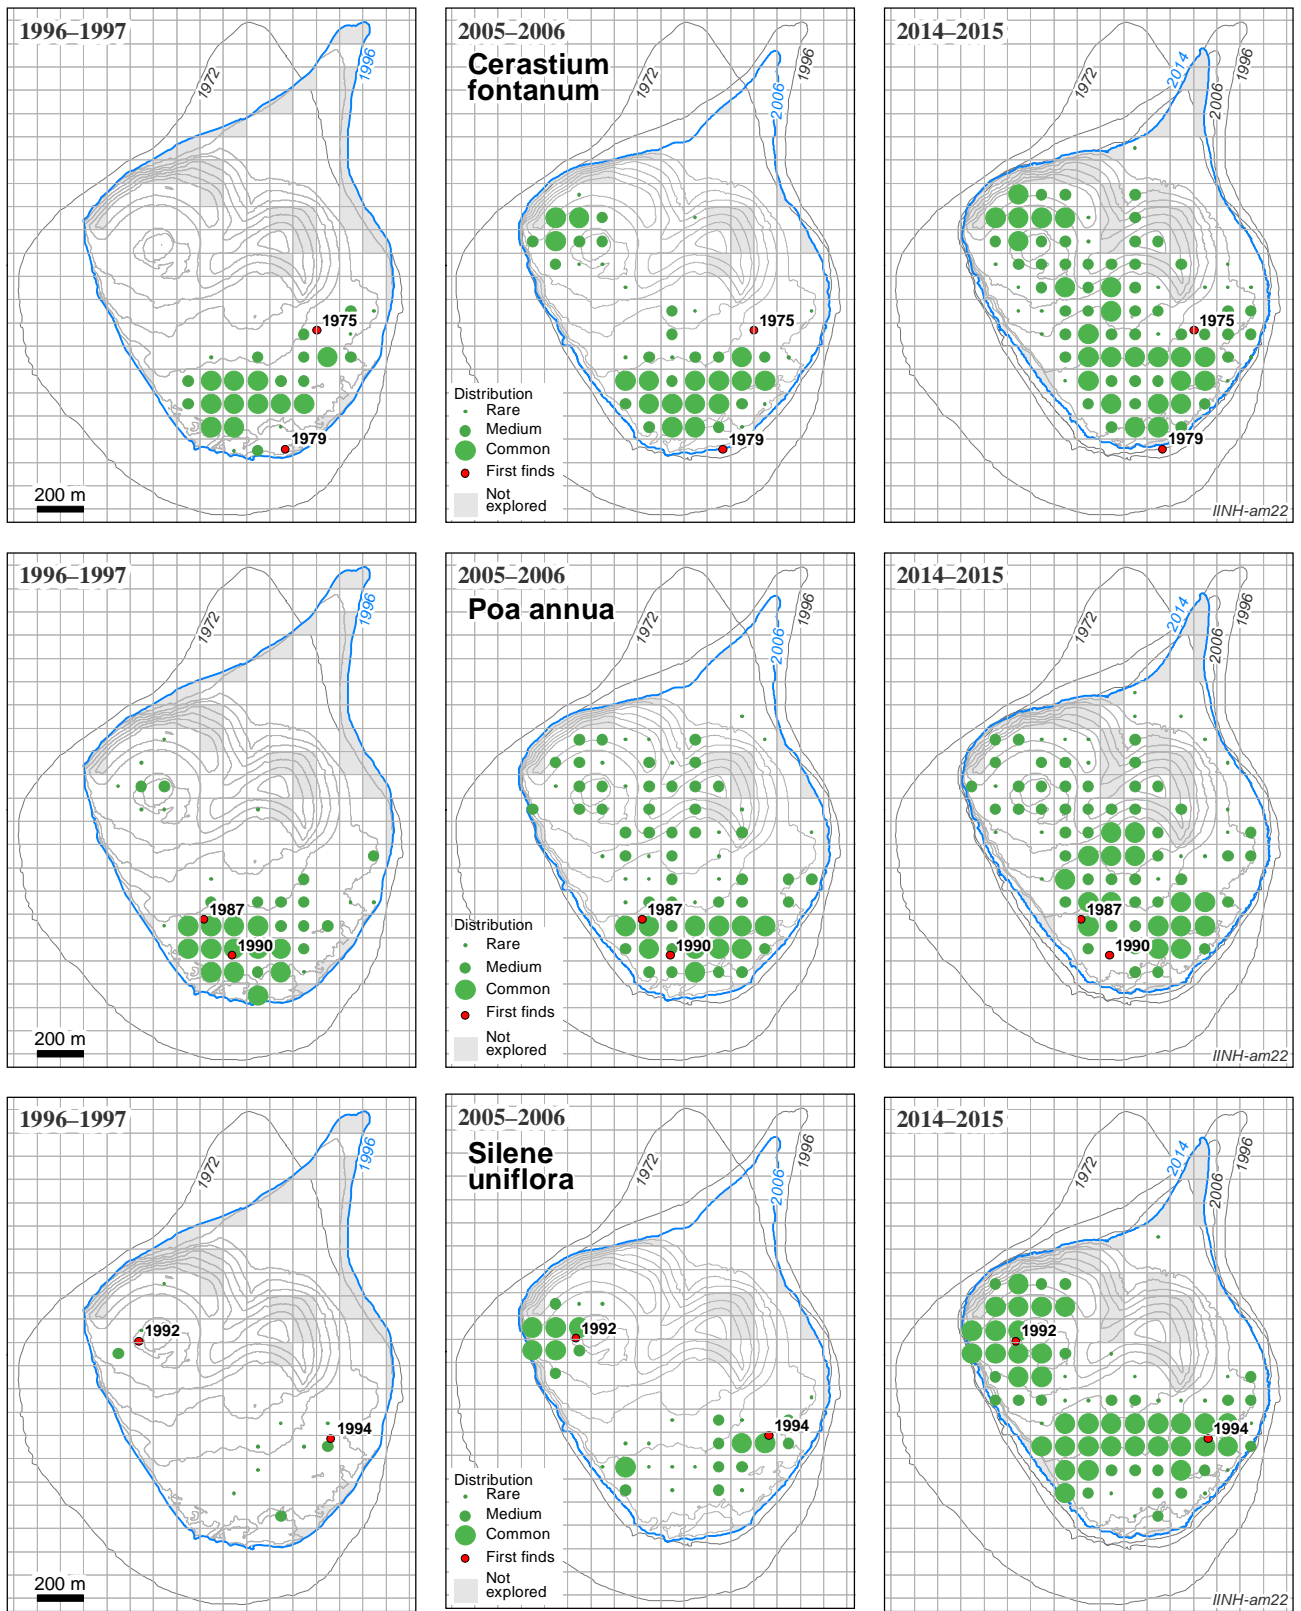 1996–1997
1972
1996
1975
1979
200 m
2005–2006
Cerastium
fontanum
1972
2006
1996
1975
1979
Distribution
Rare
Medium
Common
First finds
Not
explored
2014–2015
1972
2014
2006
1996
1975
1979
IINH-am22
1996–1997
1972
1996
1987
1990
200 m
2005–2006
Poa annua
1972
2006
1996
1987
1990
Distribution
Rare
Medium
Common
First finds
Not
explored
2014–2015
1972
2014
2006
1996
1987
1990
IINH-am22
1996–1997
1972
1996
1992
1994
200 m
2005–2006
Silene
uniflora
1972
2006
1996
1992
1994
Distribution
Rare
Medium
Common
First finds
Not
explored
2014–2015
1972
2014
2006
1996
1992
1994
IINH-am22